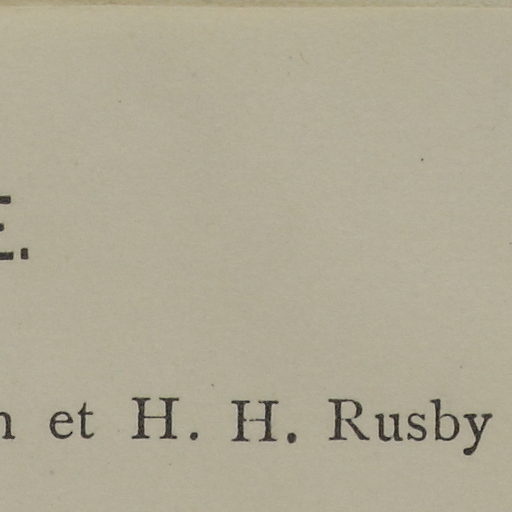 E.
n et H. H. Rusby